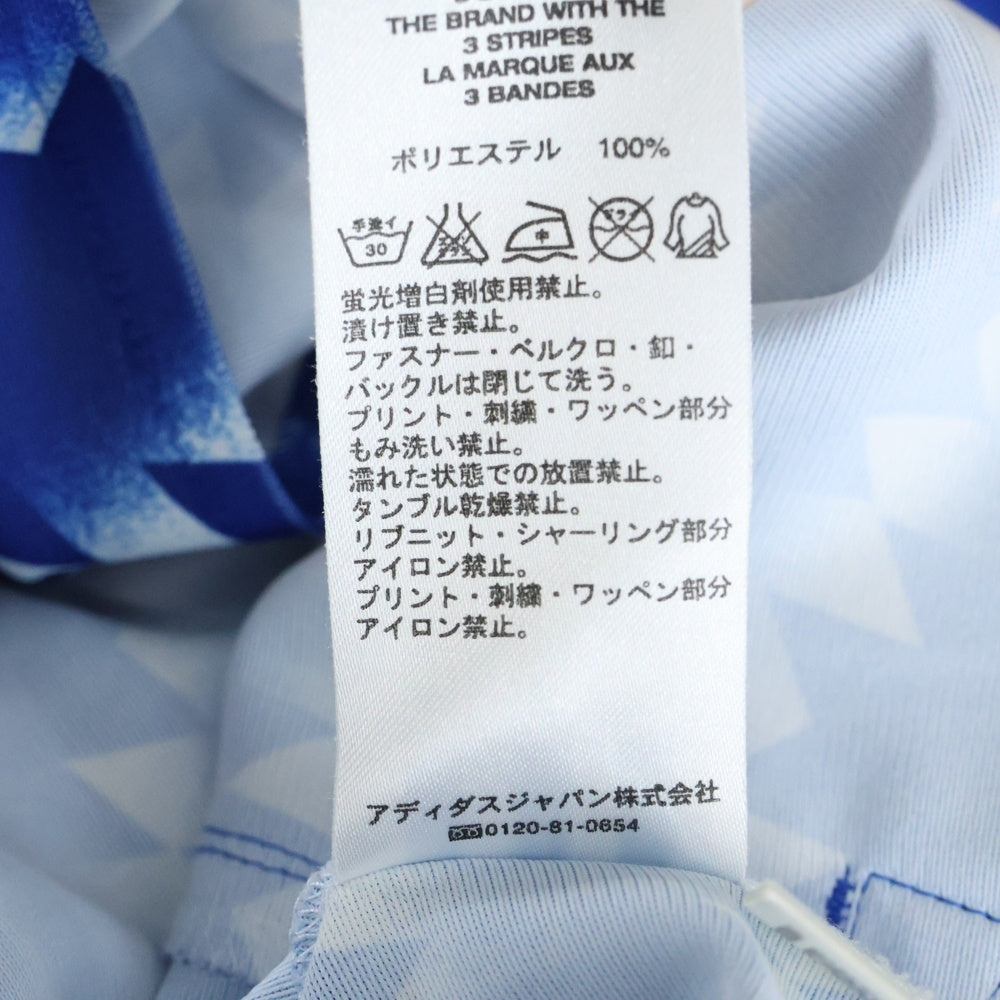 THE BRAND WITH THE
3 STRIPES
LA MARQUE AUX
3 BANDES
ポリエステル 100%
手洗イ
30
中
蛍光増白剤使用禁止。
漬け置き禁止。
ファスナー・ベルクロ・釦・
バックルは閉じて洗う。
プリント・刺繍・ワッペン部分
もみ洗い禁止。
濡れた状態での放置禁止。
タンブル乾燥禁止。
リブニット・シャーリング部分
アイロン禁止。
プリント・刺繍・ワッペン部分
アイロン禁止。
アディダスジャパン株式会社
0120-81-0654